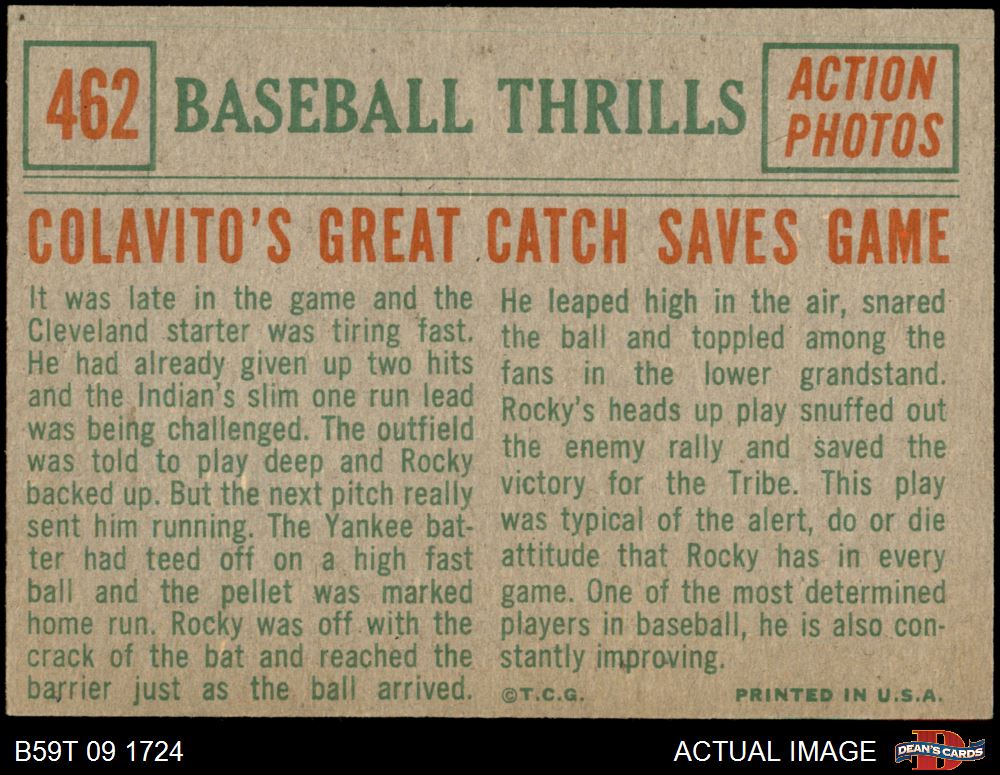 462
BASEBALL THRILLS
ACTION
PHOTOS
COLAVITO'S GREAT CATCH SAVES GAME
It was late in the game and the
Cleveland starter was tiring fast.
He had already given up two hits
and the Indian's slim one run lead
was being challenged. The outfield
was told to play deep and Rocky
backed up. But the next pitch really
sent him running. The Yankee bat-
ter had teed off on a high fast
ball and the pellet was marked
home run. Rocky was off with the
crack of the bat and reached the
barrier just as the ball arrived.
He leaped high in the air, snared
the ball and toppled among the
fans in the lower grandstand.
Rocky's heads up play snuffed out
the enemy rally and saved the
victory for the Tribe. This play
was typical of the alert, do or die
attitude that Rocky has in every
game. One of the most determined
players in baseball, he is also con-
stantly improving.
©T.C.G.
PRINTED IN U.S.A.
B59T 09 1724
ACTUAL IMAGE
D
DEAN'S CARDS